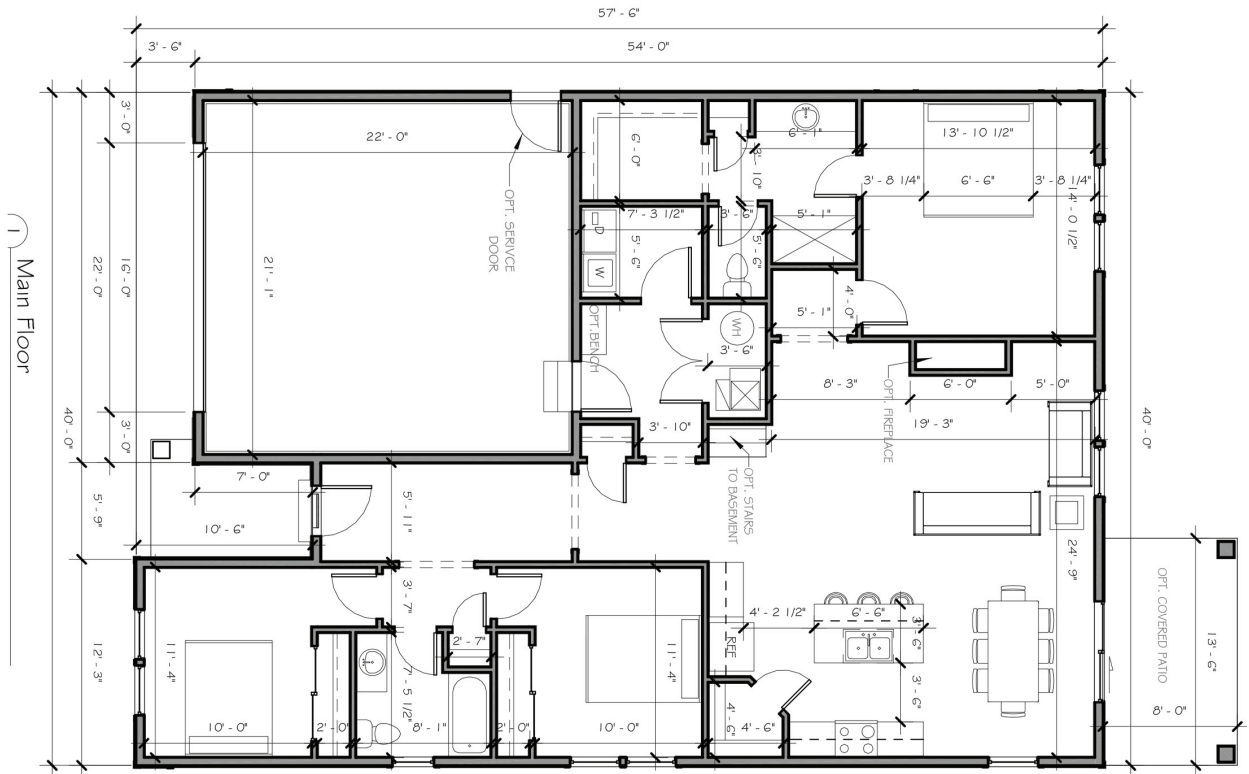 57' - 6"
3' - 6"
54' - 0"
3' - 0"
22' - 0"
6' - 0"
6' - 1"
13' - 10 1/2"
3' - 10"
3' - 8 1/4"
6' - 6"
3' - 8 1/4"
14' - 0 1/2"
OPT. SERIVCE
DOOR
D
7' - 3 1/2"
3' - 6"
5' - 1"
5' - 6"
5' - 6"
W
1
Main Floor
22' - 0"
16' - 0"
21' - 1"
4' - 0"
5' - 1"
OPT. BENCH
WH
3' - 6"
8' - 3"
OPT. FIREPLACE
6' - 0"
5' - 0"
40' - 0"
40' - 0"
3' - 0"
3' - 10"
19' - 3"
OPT. STAIRS
TO BASEMENT
7' - 0"
5' - 9"
10' - 6"
5' - 11"
24' - 9"
OPT. COVERED PATIO
3' - 7"
4' - 2 1/2"
6' - 6"
3' - 6"
REF
2' - 7"
13' - 6"
12' - 3"
11' - 4"
11' - 4"
7' - 5 1/2"
3' - 6"
4' - 6"
8' - 0"
10' - 0"
2' - 0"
8' - 1"
2' - 0"
10' - 0"
4' - 6"